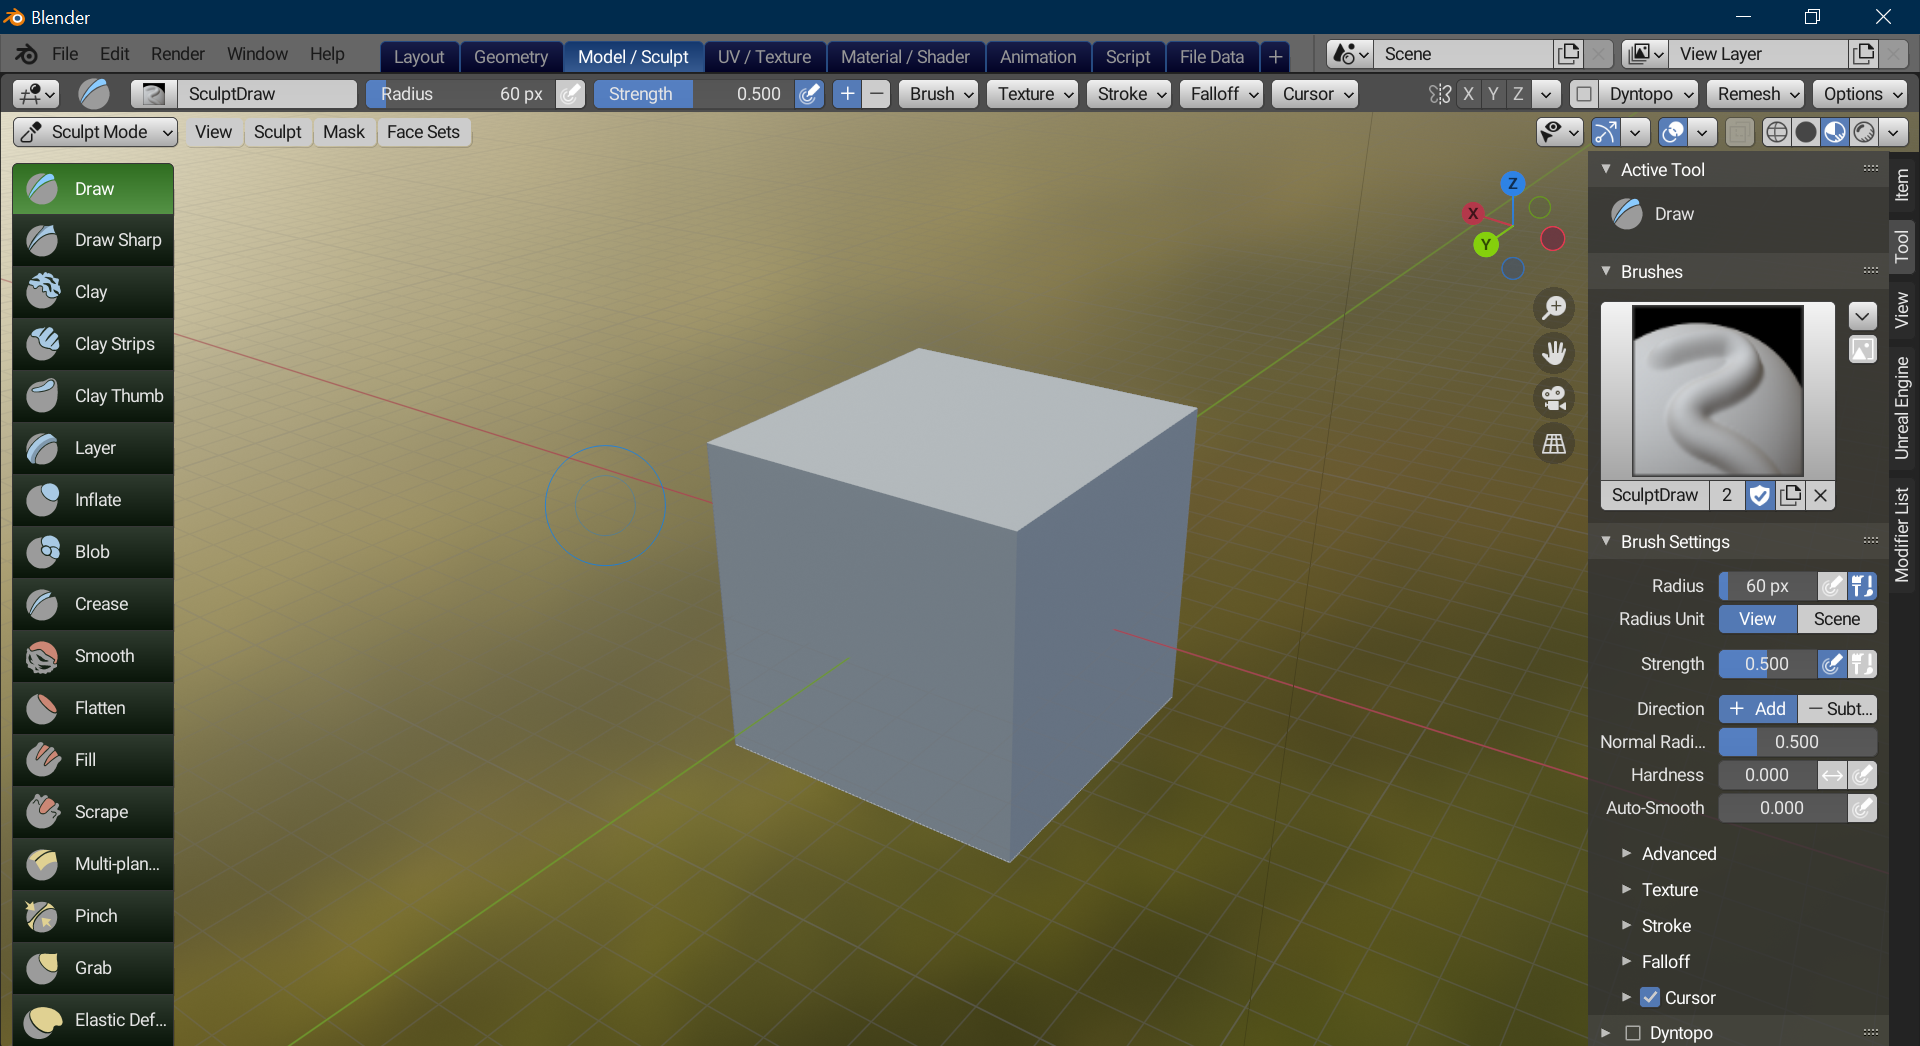 Blender
File Edit Render Window Help Layout Geometry Model / Sculpt UV / Texture Material / Shader Animation Script File Data + Scene View Layer
SculptDraw Radius 60 px Strength 0.500 + − Brush Texture Stroke Falloff Cursor X Y Z Dyntopo Remesh Options
Sculpt Mode View Sculpt Mask Face Sets
Draw
Draw Sharp
Clay
Clay Strips
Clay Thumb
Layer
Inflate
Blob
Crease
Smooth
Flatten
Fill
Scrape
Multi-plan...
Pinch
Grab
Elastic Def...
Z
X
Y
Active Tool
Draw
Brushes
SculptDraw 2
Brush Settings
Radius 60 px
Radius Unit View Scene
Strength 0.500
Direction + Add − Subt...
Normal Radi... 0.500
Hardness 0.000
Auto-Smooth 0.000
Advanced
Texture
Stroke
Falloff
Cursor
Dyntopo
Item
Tool
View
Unreal Engine
Modifier List